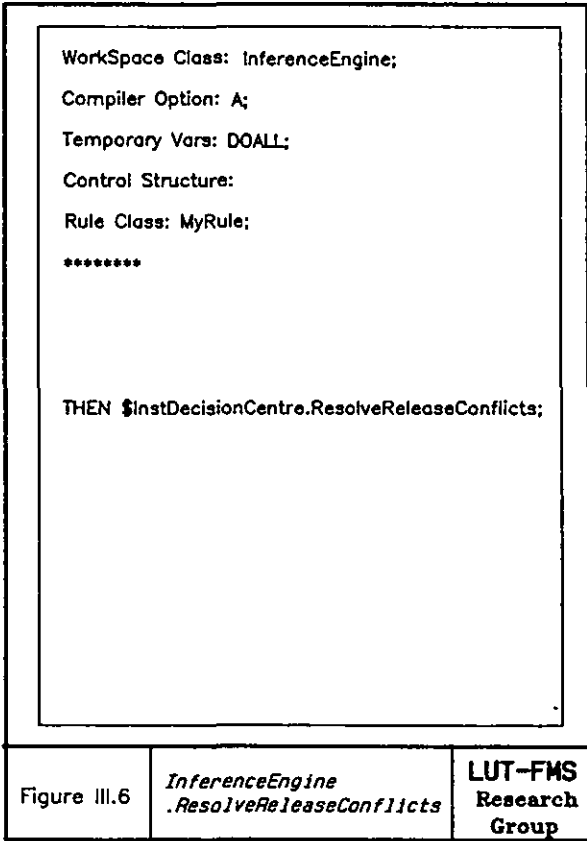 WorkSpace Class: InferenceEngine;
Compiler Option: A;
Temporary Vars: DOALL;
Control Structure:
Rule Class: MyRule;
********
THEN $InstDecisionCentre.ResolveReleaseConflicts;
Figure III.6
InferenceEngine
.ResolveReleaseConflicts
LUT-FMS
Research
Group